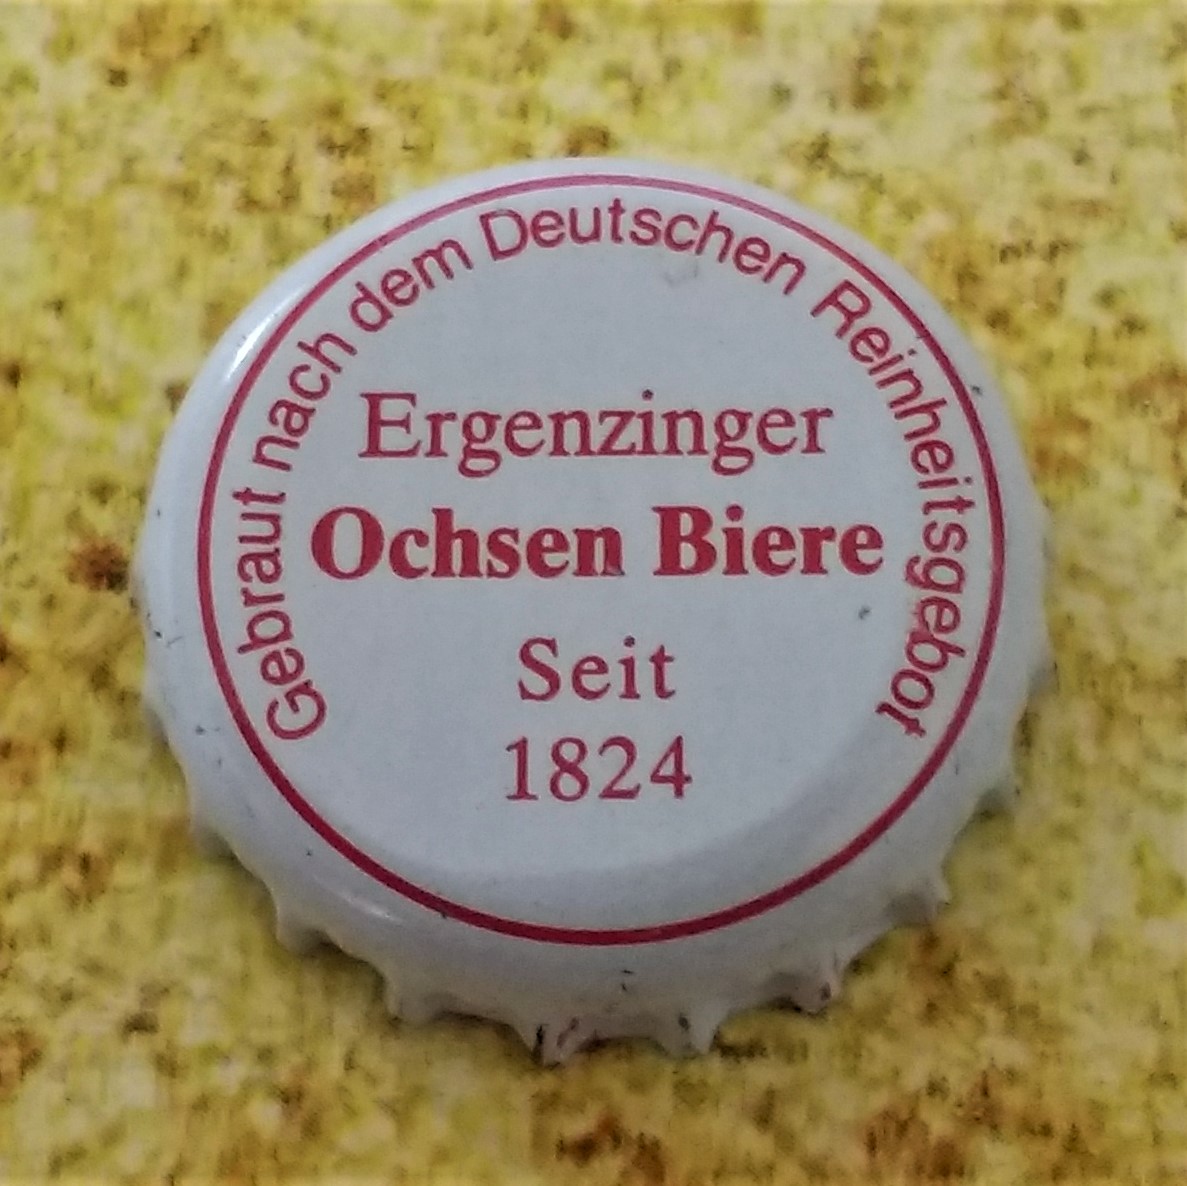 Gebraut nach dem Deutschen Reinheitsgebot
Ergenzinger
Ochsen Biere
Seit
1824